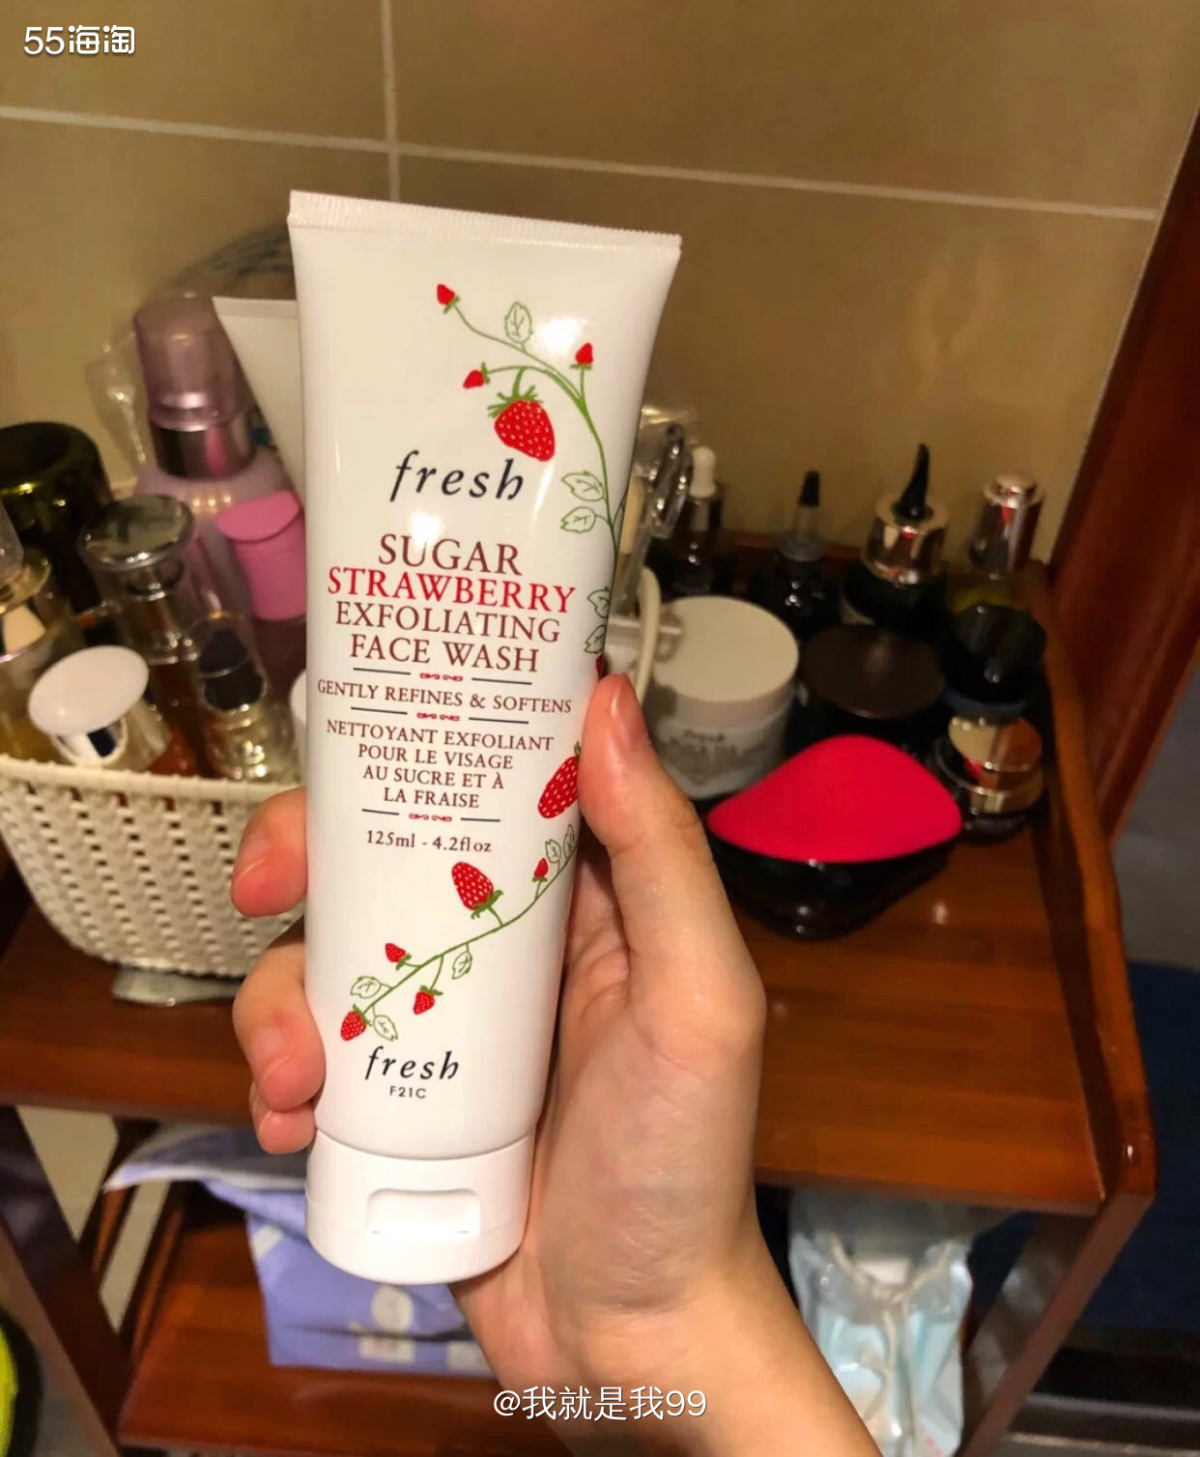 55海淘
fresh
SUGAR
STRAWBERRY
EXFOLIATING
FACE WASH
GENTLY REFINES & SOFTENS
NETTOYANT EXFOLIANT
POUR LE VISAGE
AU SUCRE ET À
LA FRAISE
125ml - 4.2fl oz
fresh
F21C
@我就是我99